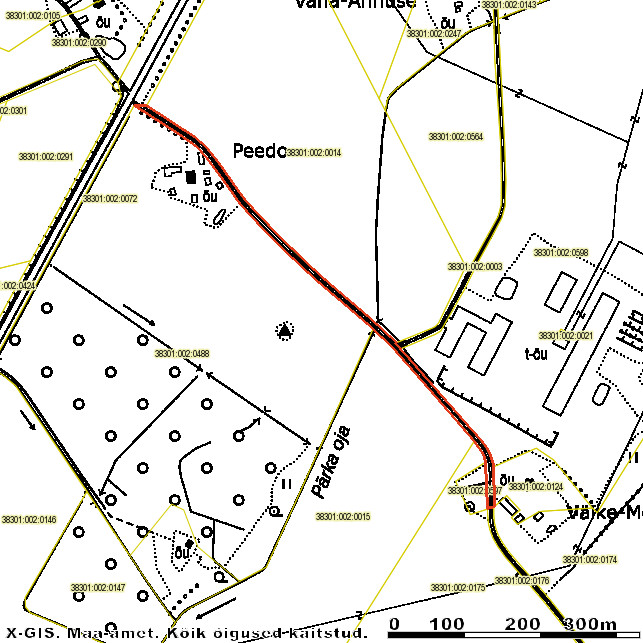 Vana-Annuse
38301:002:0105
õu
38301:002:0143
õu
38301:002:0247
38301:002:0290
38301:002:0564
Peedo
38301:002:0014
38301:002:0291
õu
38301:002:0072
38301:002:0598
38301:002:0003
38301:002:0021
t-õu
38301:002:0488
Pärka oja
õu
38301:002:0124
38301:002:0015
38301:002:0146
õu
38301:002:0174
38301:002:0176
38301:002:0175
38301:002:0147
X-GIS. Maa-amet. Kõik õigused kaitstud.
0 100 200 300m